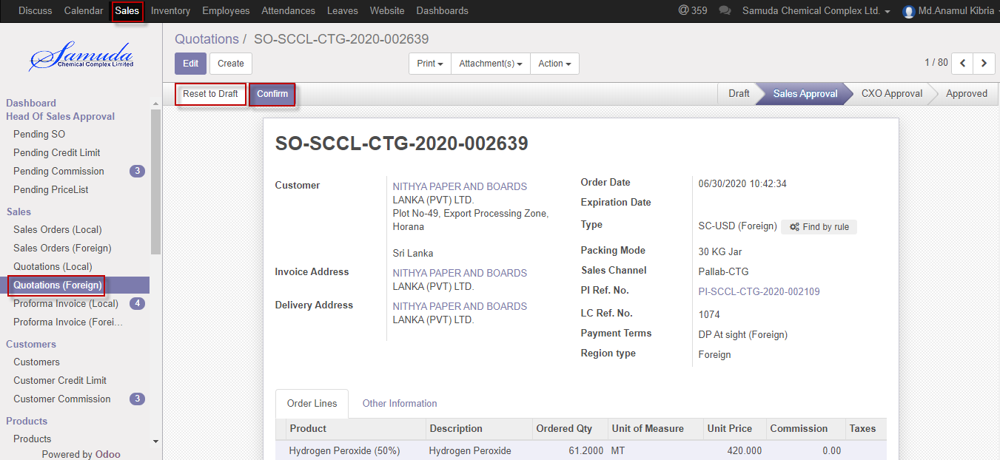 Discuss Calendar Sales Inventory Employees Attendances Leaves Website Dashboards @ 359 Samuda Chemical Complex Ltd. Md.Anamul Kibria
Samuda
Chemical Complex Limited
Dashboard
Head Of Sales Approval
Pending SO
Pending Credit Limit
Pending Commission 3
Pending PriceList
Sales
Sales Orders (Local)
Sales Orders (Foreign)
Quotations (Local)
Quotations (Foreign)
Proforma Invoice (Local) 4
Proforma Invoice (Forei...
Customers
Customers
Customer Credit Limit
Customer Commission 3
Products
Products
Powered by Odoo
Quotations / SO-SCCL-CTG-2020-002639
Edit Create Print Attachment(s) Action 1 / 80
Reset to Draft Confirm Draft Sales Approval CXO Approval Approved
SO-SCCL-CTG-2020-002639
Customer NITHYA PAPER AND BOARDS
LANKA (PVT) LTD.
Plot No-49, Export Processing Zone,
Horana
Sri Lanka
Invoice Address NITHYA PAPER AND BOARDS
LANKA (PVT) LTD.
Delivery Address NITHYA PAPER AND BOARDS
LANKA (PVT) LTD.
Order Date 06/30/2020 10:42:34
Expiration Date
Type SC-USD (Foreign) Find by rule
Packing Mode 30 KG Jar
Sales Channel Pallab-CTG
PI Ref. No. PI-SCCL-CTG-2020-002109
LC Ref. No. 1074
Payment Terms DP At sight (Foreign)
Region type Foreign
Order Lines Other Information
Product Description Ordered Qty Unit of Measure Unit Price Commission Taxes
Hydrogen Peroxide (50%) Hydrogen Peroxide 61.2000 MT 420.000 0.00